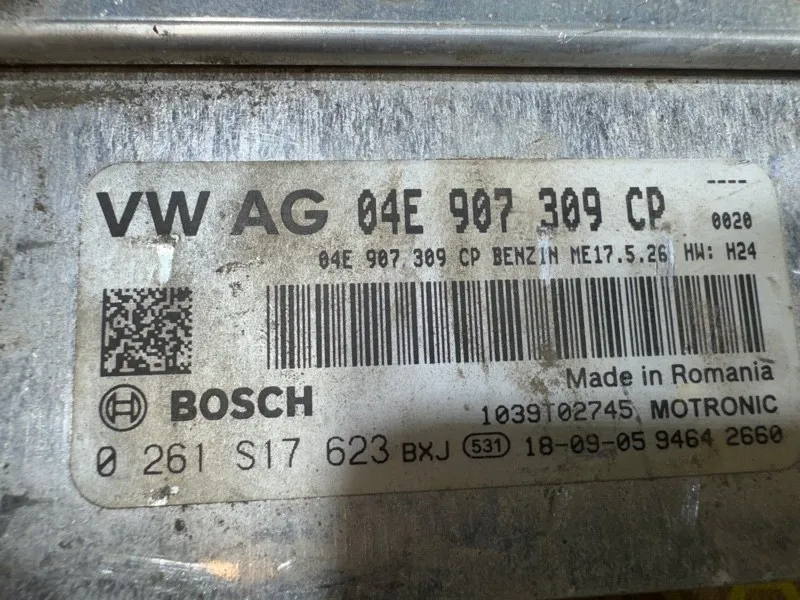 VW AG 04E 907 309 CP ---- 0020
04E 907 309 CP BENZIN ME17.5.26 HW: H24
Made in Romania
BOSCH 1039T02745 MOTRONIC
0 261 S17 623 BXJ 531 18-09-05 9464 2660